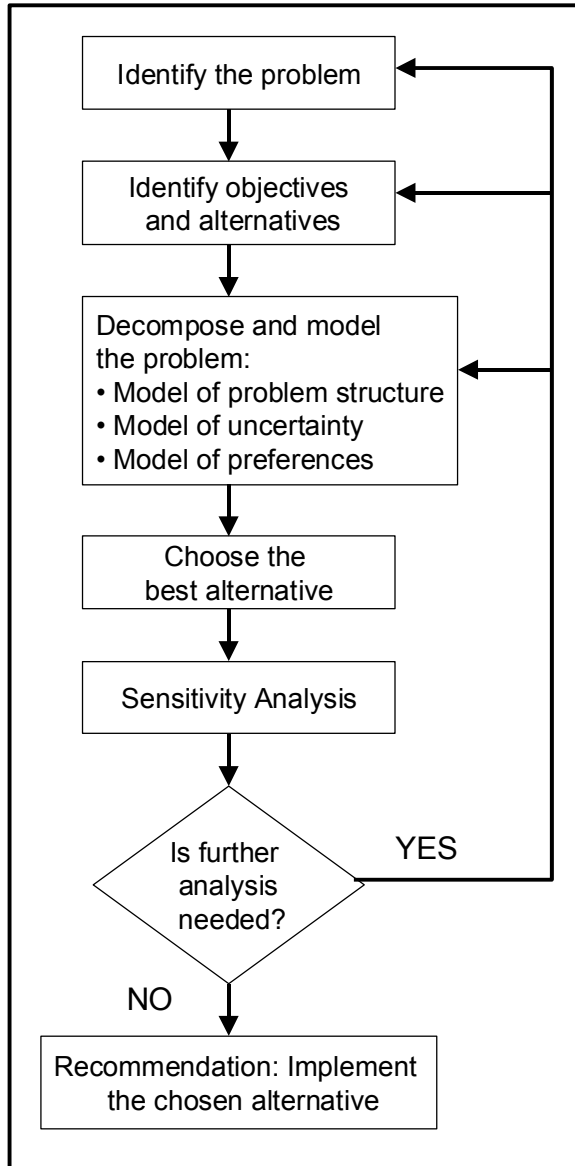 Identify the problem
Identify objectives
and alternatives
Decompose and model
the problem:
• Model of problem structure
• Model of uncertainty
• Model of preferences
Choose the
best alternative
Sensitivity Analysis
Is further
analysis
needed?
YES
NO
Recommendation: Implement
the chosen alternative